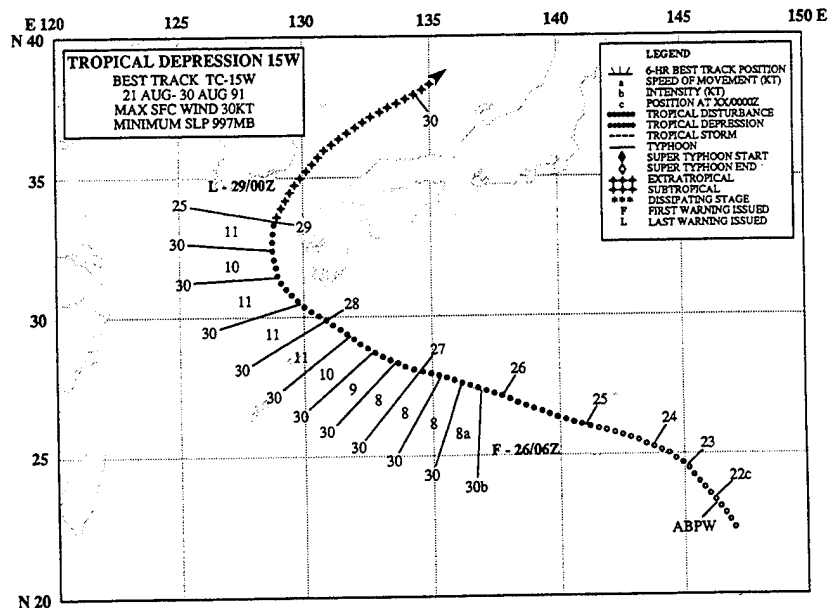 E 120 125 130 135 140 145 150 E
N 40
TROPICAL DEPRESSION 15W
BEST TRACK TC-15W
21 AUG- 30 AUG 91
MAX SFC WIND 30KT
MINIMUM SLP 997MB
LEGEND
6-HR BEST TRACK POSITION
a SPEED OF MOVEMENT (KT)
b INTENSITY (KT)
c POSITION AT XX/0000Z
TROPICAL DISTURBANCE
TROPICAL DEPRESSION
TROPICAL STORM
TYPHOON
SUPER TYPHOON START
SUPER TYPHOON END
EXTRATROPICAL
SUBTROPICAL
DISSIPATING STAGE
F FIRST WARNING ISSUED
L LAST WARNING ISSUED
30
35
L - 29/00Z
25
29
11
30
10
30
11
28
30
30
11
27
30
11
26
30
10
9
30
8
25
30
8
24
30
8
8a
23
F - 26/06Z
25
30
30
30b
22c
ABPW
N 20